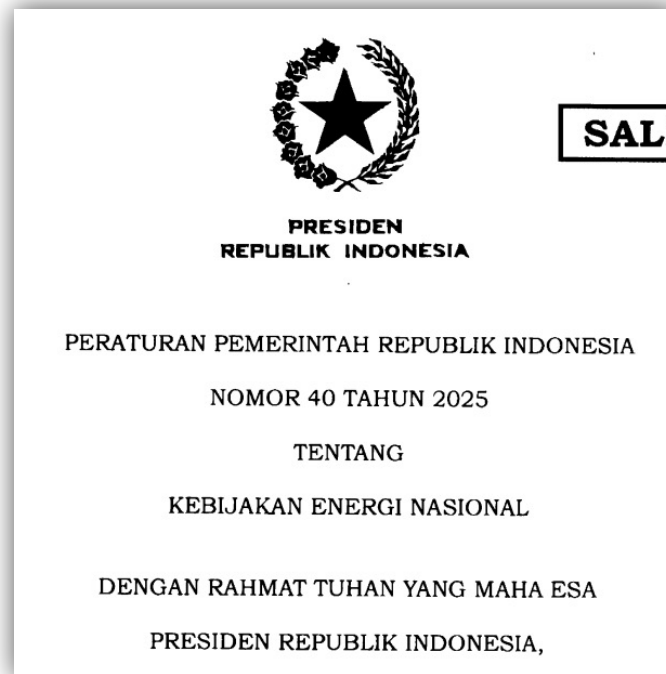 SAL
PRESIDEN
REPUBLIK INDONESIA
PERATURAN PEMERINTAH REPUBLIK INDONESIA
NOMOR 40 TAHUN 2025
TENTANG
KEBIJAKAN ENERGI NASIONAL
DENGAN RAHMAT TUHAN YANG MAHA ESA
PRESIDEN REPUBLIK INDONESIA,